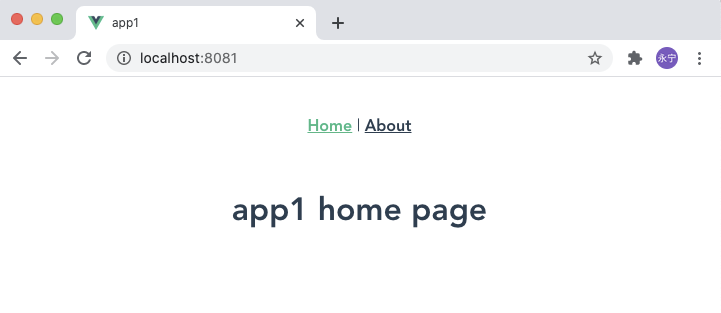 app1
localhost:8081
永宁
Home | About
app1 home page